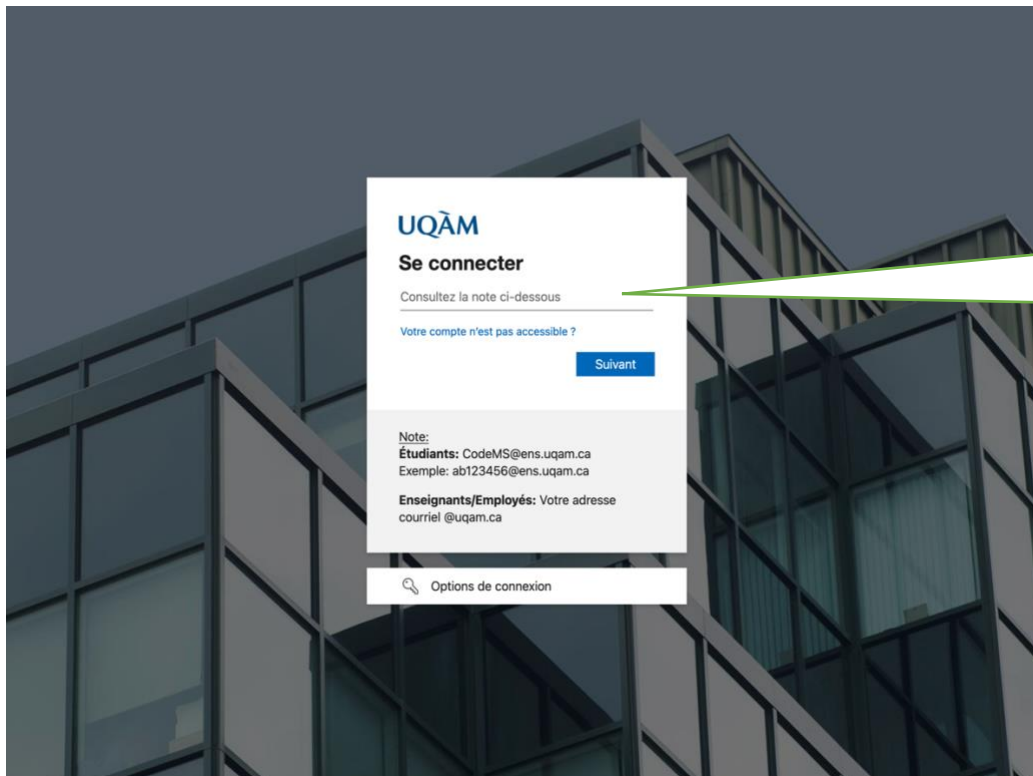 UQÀM
Se connecter
Consultez la note ci-dessous
Votre compte n'est pas accessible ?
Suivant
Note:
Étudiants: CodeMS@ens.uqam.ca
Exemple: ab123456@ens.uqam.ca
Enseignants/Employés: Votre adresse
courriel @uqam.ca
Options de connexion